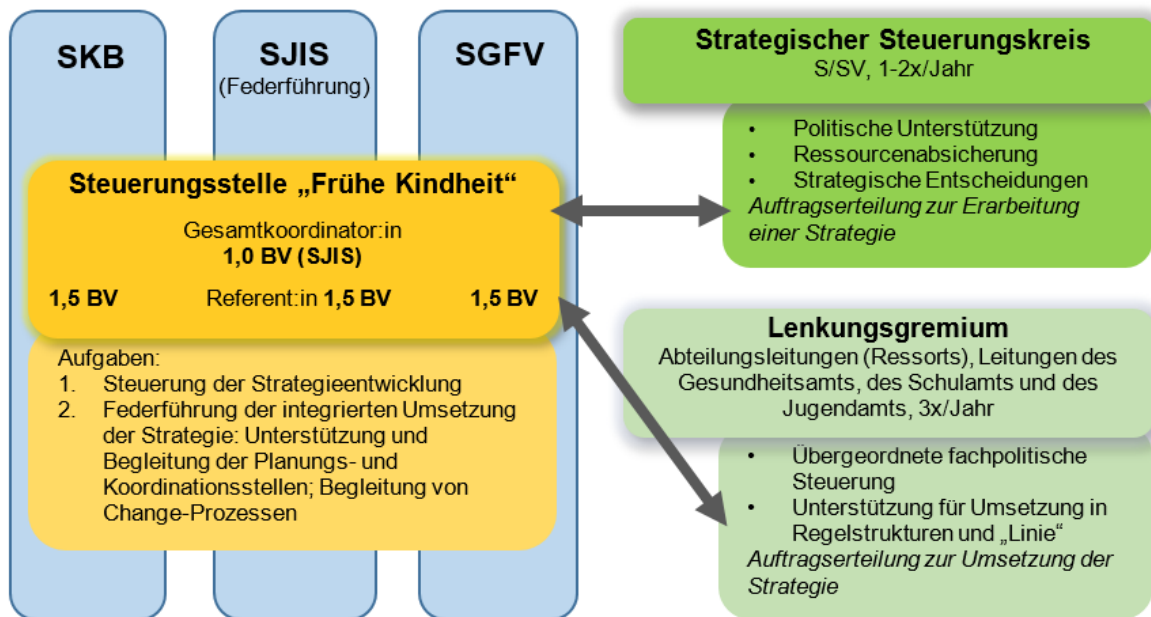 SKB
SJIS
(Federführung)
SGFV
Steuerungsstelle „Frühe Kindheit“
Gesamtkoordinator:in
1,0 BV (SJIS)
1,5 BV
Referent:in 1,5 BV
1,5 BV
Aufgaben:
1. Steuerung der Strategieentwicklung
2. Federführung der integrierten Umsetzung
der Strategie: Unterstützung und
Begleitung der Planungs- und
Koordinationsstellen; Begleitung von
Change-Prozessen
Strategischer Steuerungskreis
S/SV, 1-2x/Jahr
• Politische Unterstützung
• Ressourcenabsicherung
• Strategische Entscheidungen
Auftragserteilung zur Erarbeitung
einer Strategie
Lenkungsgremium
Abteilungsleitungen (Ressorts), Leitungen des
Gesundheitsamts, des Schulamts und des
Jugendamts, 3x/Jahr
• Übergeordnete fachpolitische
Steuerung
• Unterstützung für Umsetzung in
Regelstrukturen und „Linie“
Auftragserteilung zur Umsetzung der
Strategie